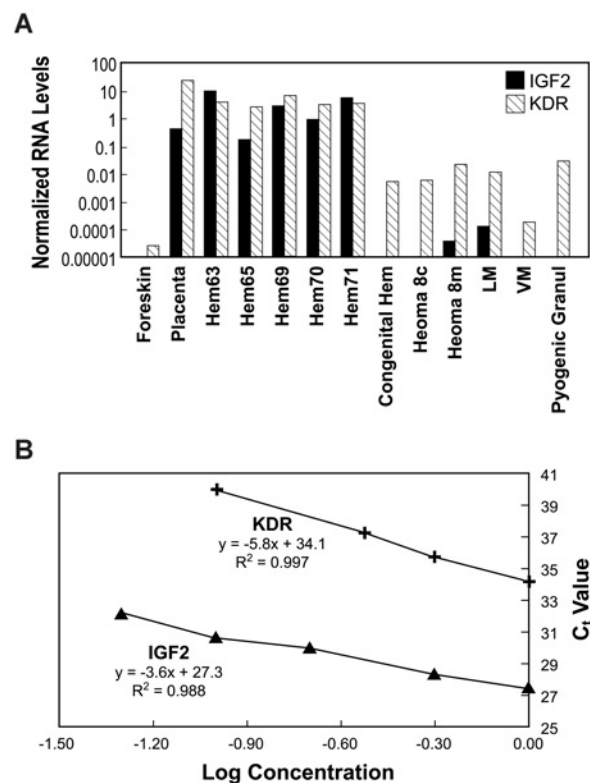 A
Normalized RNA Levels
100
10
1
0.1
0.01
0.001
0.0001
0.00001
IGF2
KDR
Foreskin
Placenta
Hem63
Hem65
Hem69
Hem70
Hem71
Congenital Hem
Heoma 8c
Heoma 8m
LM
VM
Pyogenic Granul
B
KDR
y = -5.8x + 34.1
R² = 0.997
IGF2
y = -3.6x + 27.3
R² = 0.988
41
39
37
35
33
31
29
27
25
Cₜ Value
-1.50
-1.20
-0.90
-0.60
-0.30
0.00
Log Concentration